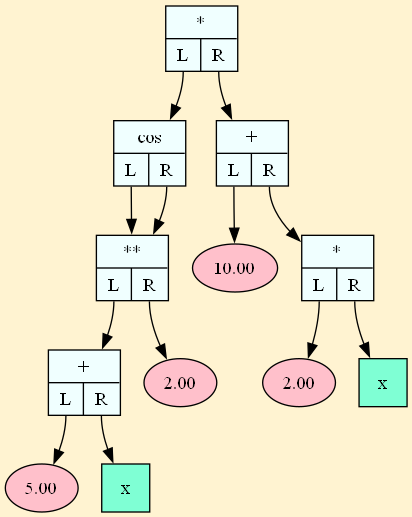 *
L R
cos +
L R L R
** 10.00 *
L R L R
+ 2.00 2.00 x
L R
5.00 x